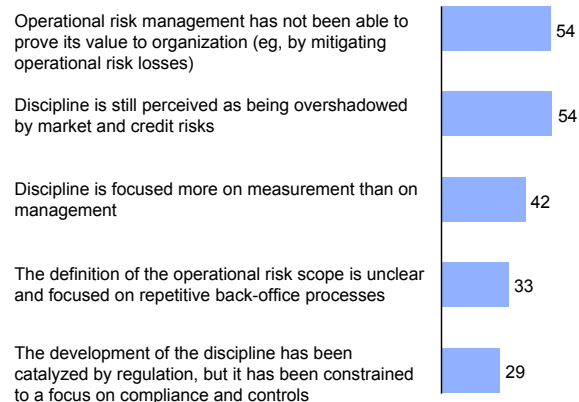 Operational risk management has not been able to
prove its value to organization (eg, by mitigating
operational risk losses)
54
Discipline is still perceived as being overshadowed
by market and credit risks
54
Discipline is focused more on measurement than on
management
42
The definition of the operational risk scope is unclear
and focused on repetitive back-office processes
33
The development of the discipline has been
catalyzed by regulation, but it has been constrained
to a focus on compliance and controls
29